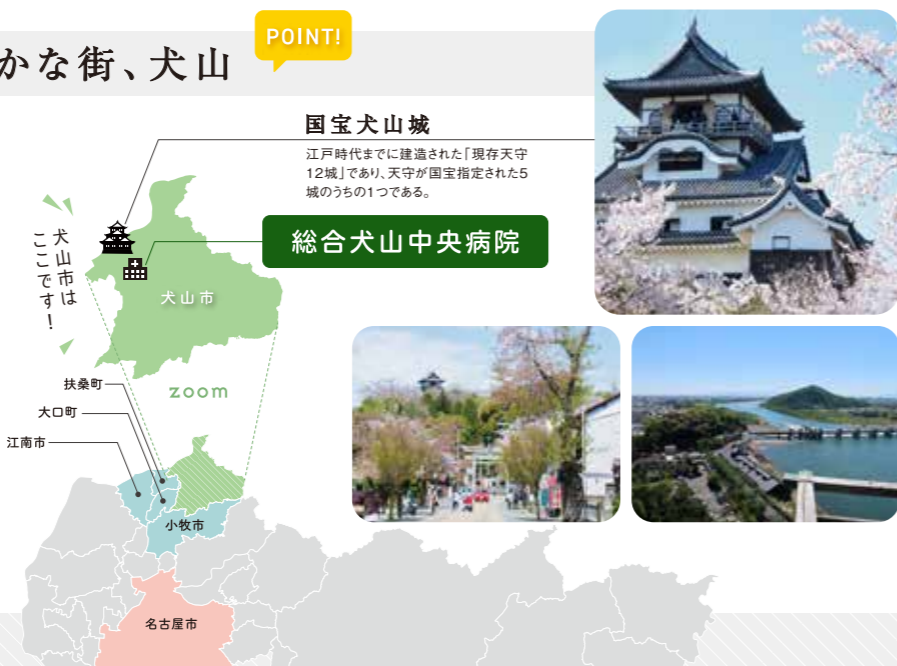 かな街、犬山
POINT!
国宝犬山城
江戸時代までに建造された「現存天守
12城」であり、天守が国宝指定された5
城のうちの1つである。
総合犬山中央病院
犬山市は
ここです!
犬山市
zoom
扶桑町
大口町
江南市
小牧市
名古屋市